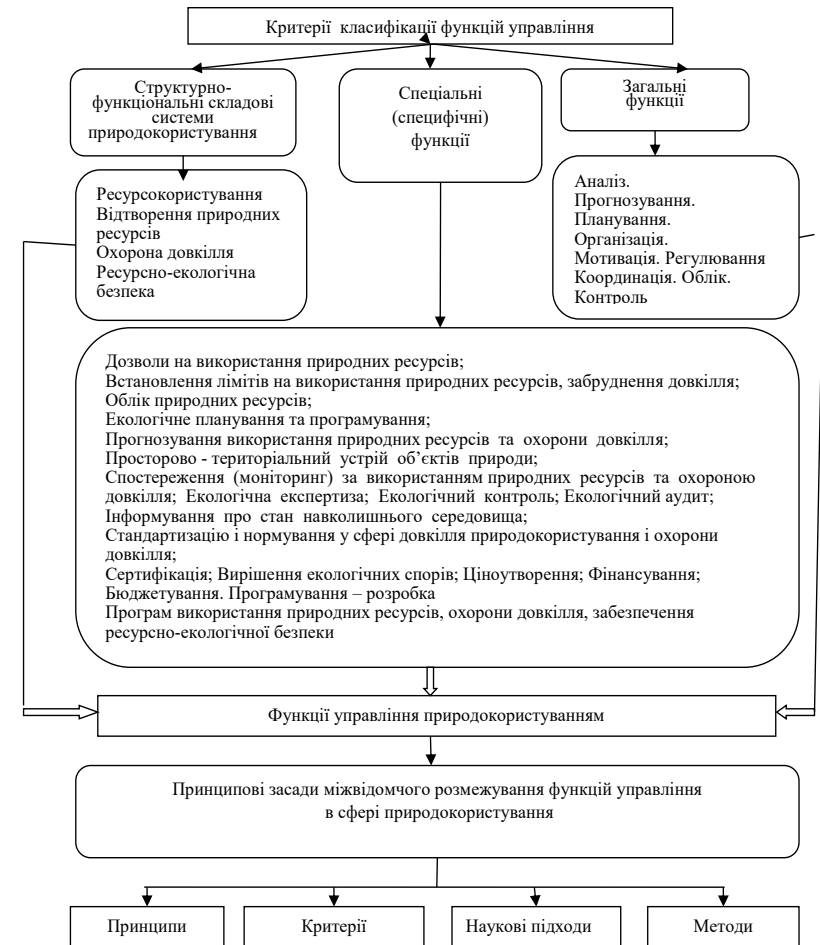 Критерії класифікації функцій управління
Структурно-
функціональні складові
системи
природокористування
Спеціальні
(специфічні)
функції
Загальні
функції
Ресурсокористування
Відтворення природних
ресурсів
Охорона довкілля
Ресурсно-екологічна
безпека
Аналіз.
Прогнозування.
Планування.
Організація.
Мотивація. Регулювання
Координація. Облік.
Контроль
Дозволи на використання природних ресурсів;
Встановлення лімітів на використання природних ресурсів, забруднення довкілля;
Облік природних ресурсів;
Екологічне планування та програмування;
Прогнозування використання природних ресурсів та охорони довкілля;
Просторово - територіальний устрій об’єктів природи;
Спостереження (моніторинг) за використанням природних ресурсів та охороною
довкілля; Екологічна експертиза; Екологічний контроль; Екологічний аудит;
Інформування про стан навколишнього середовища;
Стандартизацію і нормування у сфері довкілля природокористування і охорони
довкілля;
Сертифікація; Вирішення екологічних спорів; Ціноутворення; Фінансування;
Бюджетування. Програмування – розробка
Програм використання природних ресурсів, охорони довкілля, забезпечення
ресурсно-екологічної безпеки
Функції управління природокористуванням
Принципові засади міжвідомчого розмежування функцій управління
в сфері природокористування
Принципи
Критерії
Наукові підходи
Методи